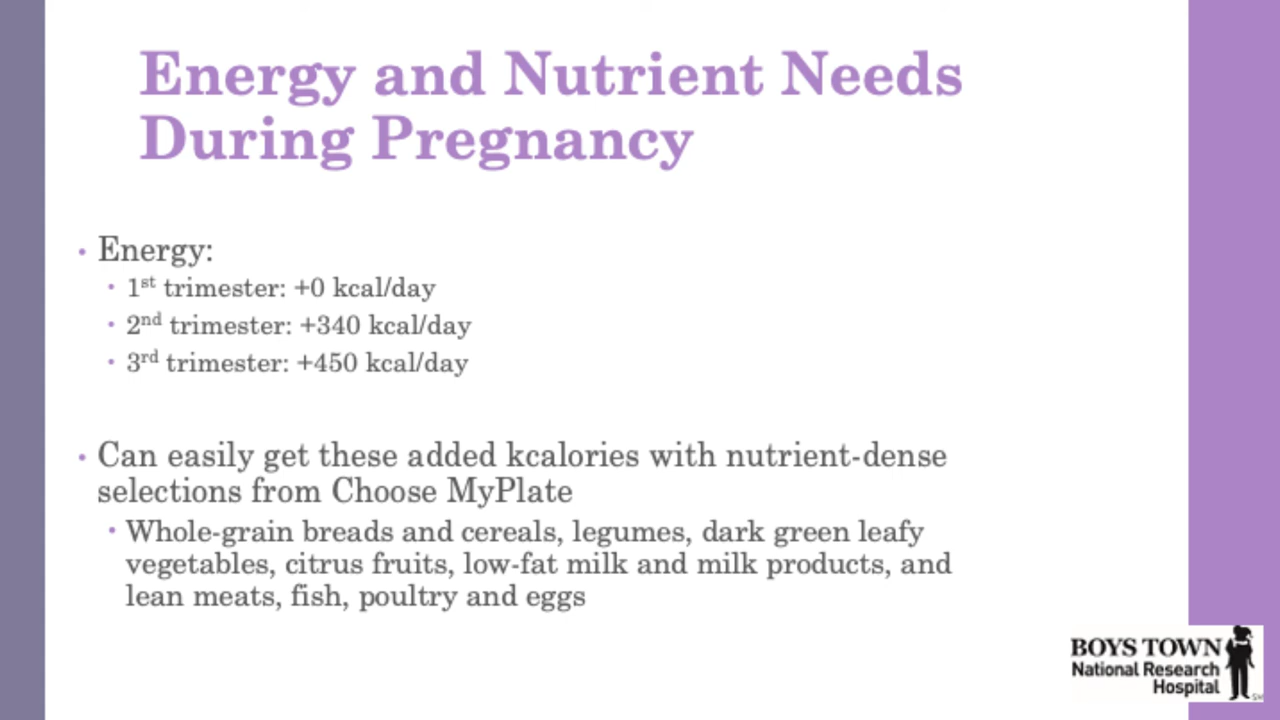 Energy and Nutrient Needs
During Pregnancy
• Energy:
• 1st trimester: +0 kcal/day
• 2nd trimester: +340 kcal/day
• 3rd trimester: +450 kcal/day
• Can easily get these added kcalories with nutrient-dense
selections from Choose MyPlate
• Whole-grain breads and cereals, legumes, dark green leafy
vegetables, citrus fruits, low-fat milk and milk products, and
lean meats, fish, poultry and eggs
BOYS TOWN
National Research
Hospital
SM